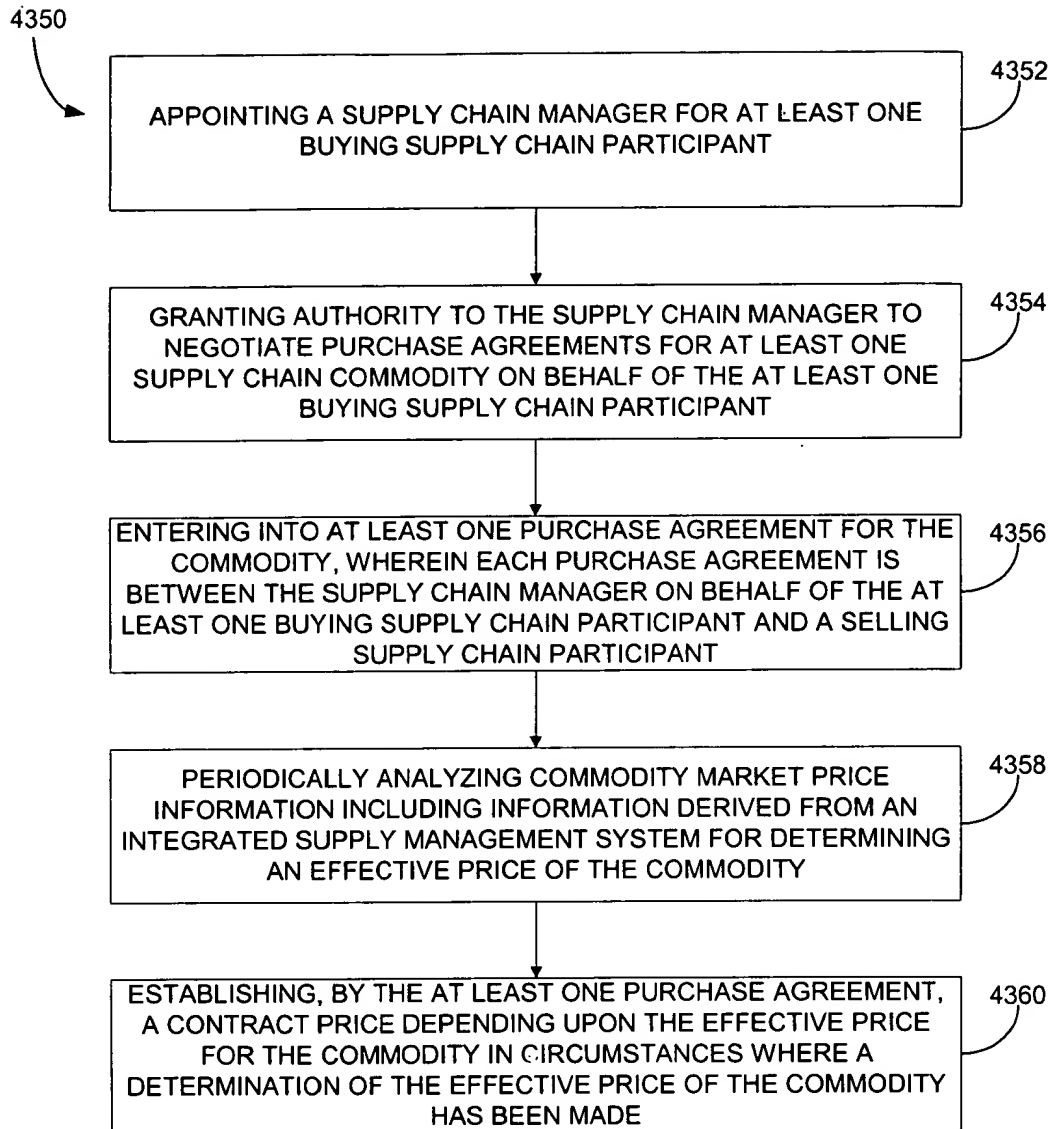 4350
APPOINTING A SUPPLY CHAIN MANAGER FOR AT LEAST ONE
BUYING SUPPLY CHAIN PARTICIPANT
4352
GRANTING AUTHORITY TO THE SUPPLY CHAIN MANAGER TO
NEGOTIATE PURCHASE AGREEMENTS FOR AT LEAST ONE
SUPPLY CHAIN COMMODITY ON BEHALF OF THE AT LEAST ONE
BUYING SUPPLY CHAIN PARTICIPANT
4354
ENTERING INTO AT LEAST ONE PURCHASE AGREEMENT FOR THE
COMMODITY, WHEREIN EACH PURCHASE AGREEMENT IS
BETWEEN THE SUPPLY CHAIN MANAGER ON BEHALF OF THE AT
LEAST ONE BUYING SUPPLY CHAIN PARTICIPANT AND A SELLING
SUPPLY CHAIN PARTICIPANT
4356
PERIODICALLY ANALYZING COMMODITY MARKET PRICE
INFORMATION INCLUDING INFORMATION DERIVED FROM AN
INTEGRATED SUPPLY MANAGEMENT SYSTEM FOR DETERMINING
AN EFFECTIVE PRICE OF THE COMMODITY
4358
ESTABLISHING, BY THE AT LEAST ONE PURCHASE AGREEMENT,
A CONTRACT PRICE DEPENDING UPON THE EFFECTIVE PRICE
FOR THE COMMODITY IN CIRCUMSTANCES WHERE A
DETERMINATION OF THE EFFECTIVE PRICE OF THE COMMODITY
HAS BEEN MADE
4360